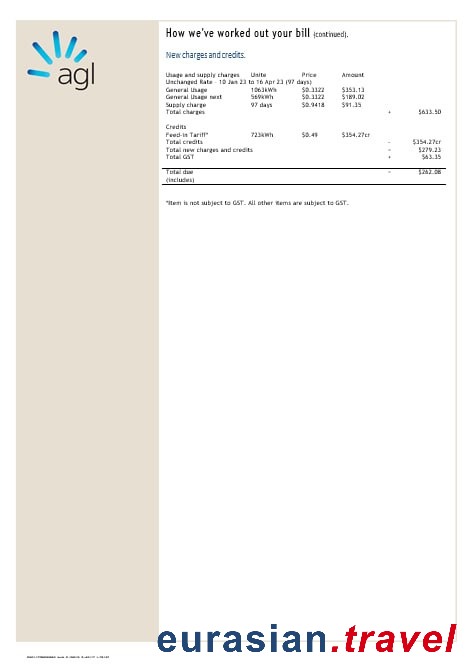 How we've worked out your bill (continued).
New charges and credits.
Usage and supply charges Units Price Amount
Unchanged Rate - 10 Jan 23 to 16 Apr 23 (97 days)
General Usage 1063kWh $0.3322 $353.13
General Usage next 569kWh $0.3322 $189.02
Supply charge 97 days $0.9418 $91.35
Total charges + $633.50
Credits
Feed-in Tariff* 723kWh $0.49 $354.27cr
Total credits - $354.27cr
Total new charges and credits = $279.23
Total GST + $63.35
Total due = $262.08
(includes)
*Item is not subject to GST. All other items are subject to GST.
agl
eurasian.travel